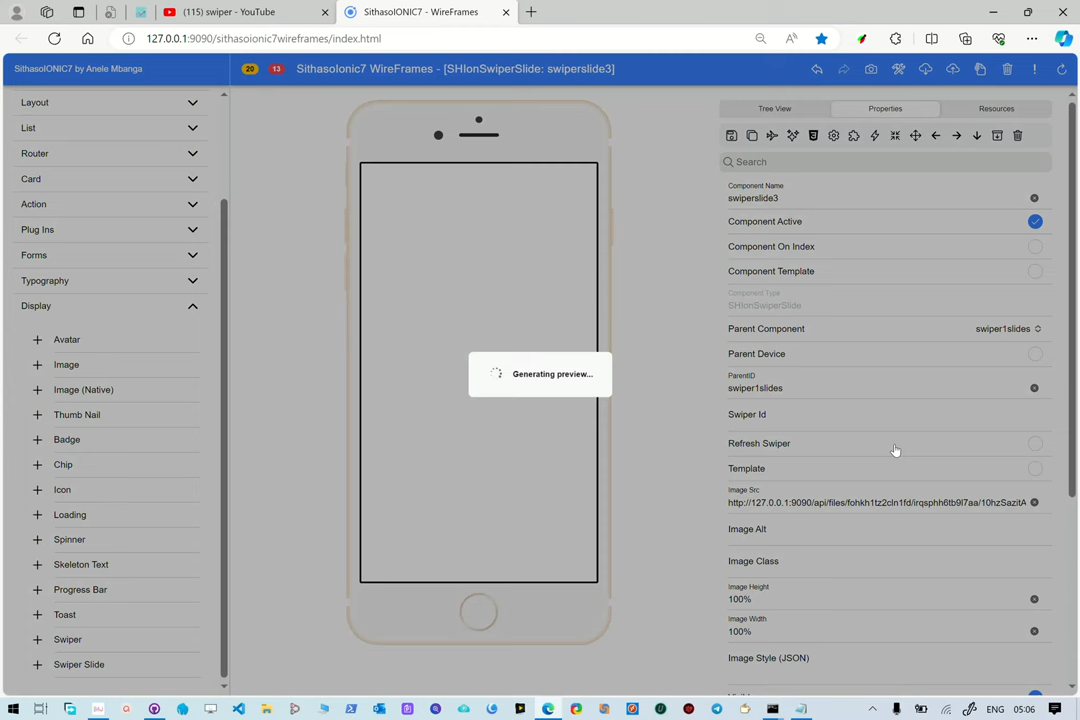 (115) swiper - YouTube
SithasoIONIC7 - WireFrames
127.0.0.1:9090/sithasoionic7wireframes/index.html
SithasoIONIC7 by Anele Mbanga
20
13
SithasoIonic7 WireFrames - [SHIonSwiperSlide: swiperslide3]
Layout
List
Router
Card
Action
Plug Ins
Forms
Typography
Display
Avatar
Image
Image (Native)
Thumb Nail
Badge
Chip
Icon
Loading
Spinner
Skeleton Text
Progress Bar
Toast
Swiper
Swiper Slide
Generating preview...
Tree View
Properties
Resources
Search
Component Name
swiperslide3
Component Active
Component On Index
Component Template
Component Type
SHIonSwiperSlide
Parent Component
swiper1slides
Parent Device
ParentID
swiper1slides
Swiper Id
Refresh Swiper
Template
Image Src
http://127.0.0.1:9090/api/files/fohkh1tz2cln1fd/irqsphh6tb9l7aa/10hzSazitA
Image Alt
Image Class
Image Height
100%
Image Width
100%
Image Style (JSON)
ENG
05:06